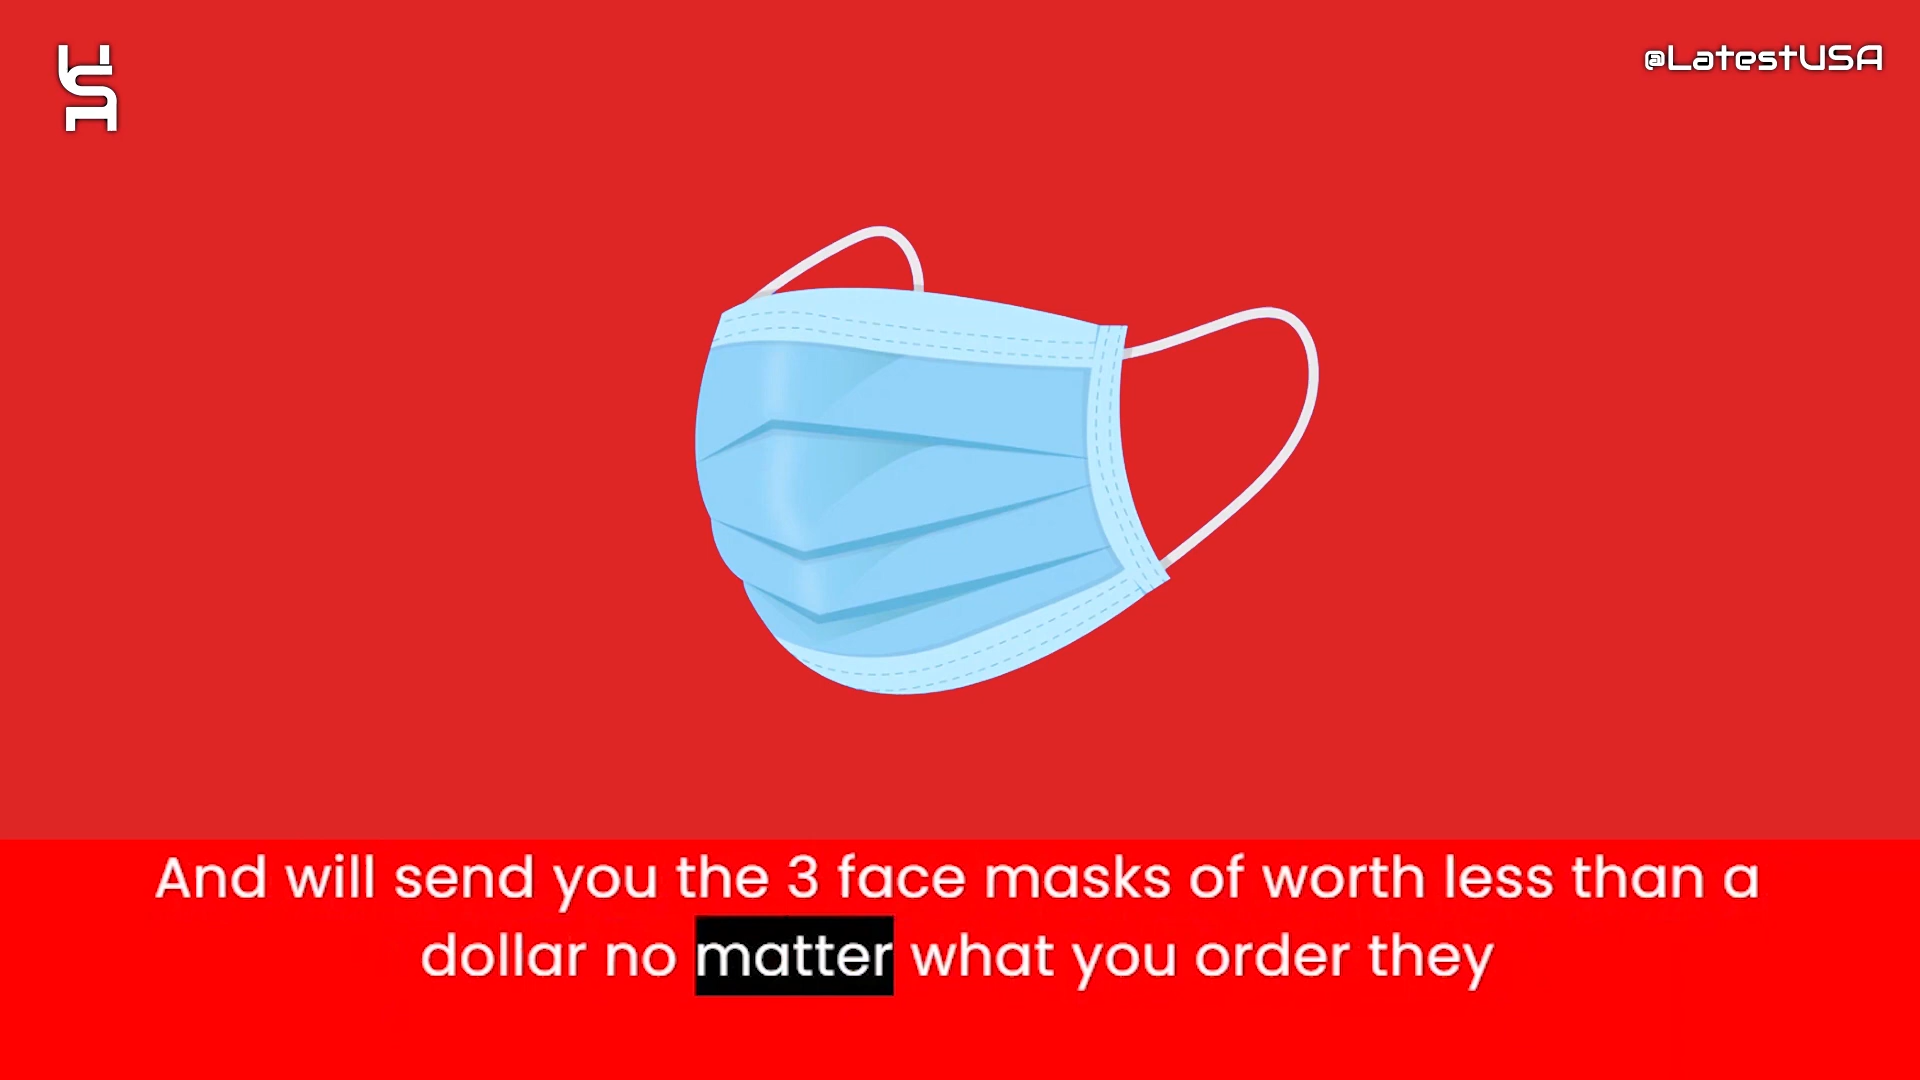 USA
@LatestUSA
And will send you the 3 face masks of worth less than a
dollar no matter what you order they